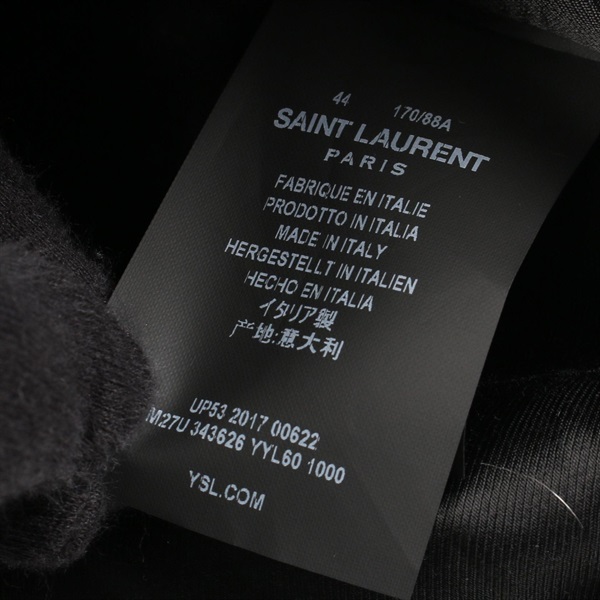 44 170/88A
SAINT LAURENT
PARIS
FABRIQUE EN ITALIE
PRODOTTO IN ITALIA
MADE IN ITALY
HERGESTELLT IN ITALIEN
HECHO EN ITALIA
イタリア製
产地:意大利
UP53 2017 00622
M27U 343626 YYL60 1000
YSL.COM